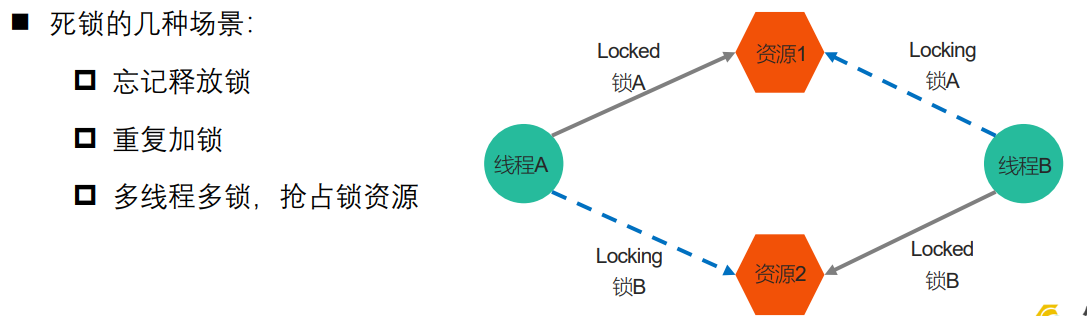 死锁的几种场景:
忘记释放锁
重复加锁
多线程多锁，抢占锁资源
Locked
锁A
资源1
Locking
锁A
线程A
线程B
Locking
锁B
资源2
Locked
锁B